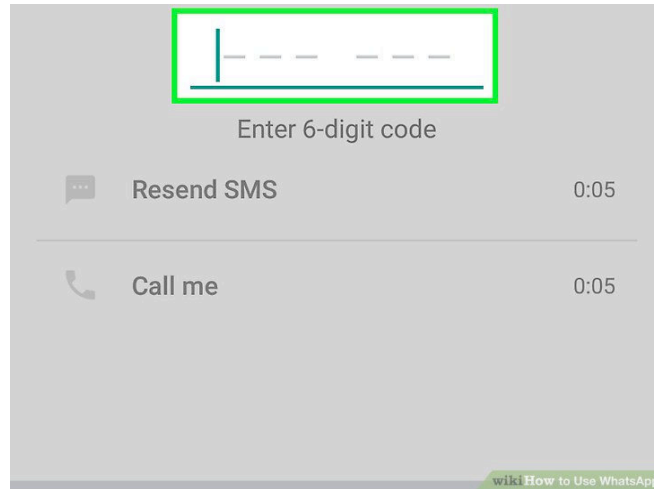 Enter 6-digit code
Resend SMS 0:05
Call me 0:05
wikiHow to Use WhatsApp